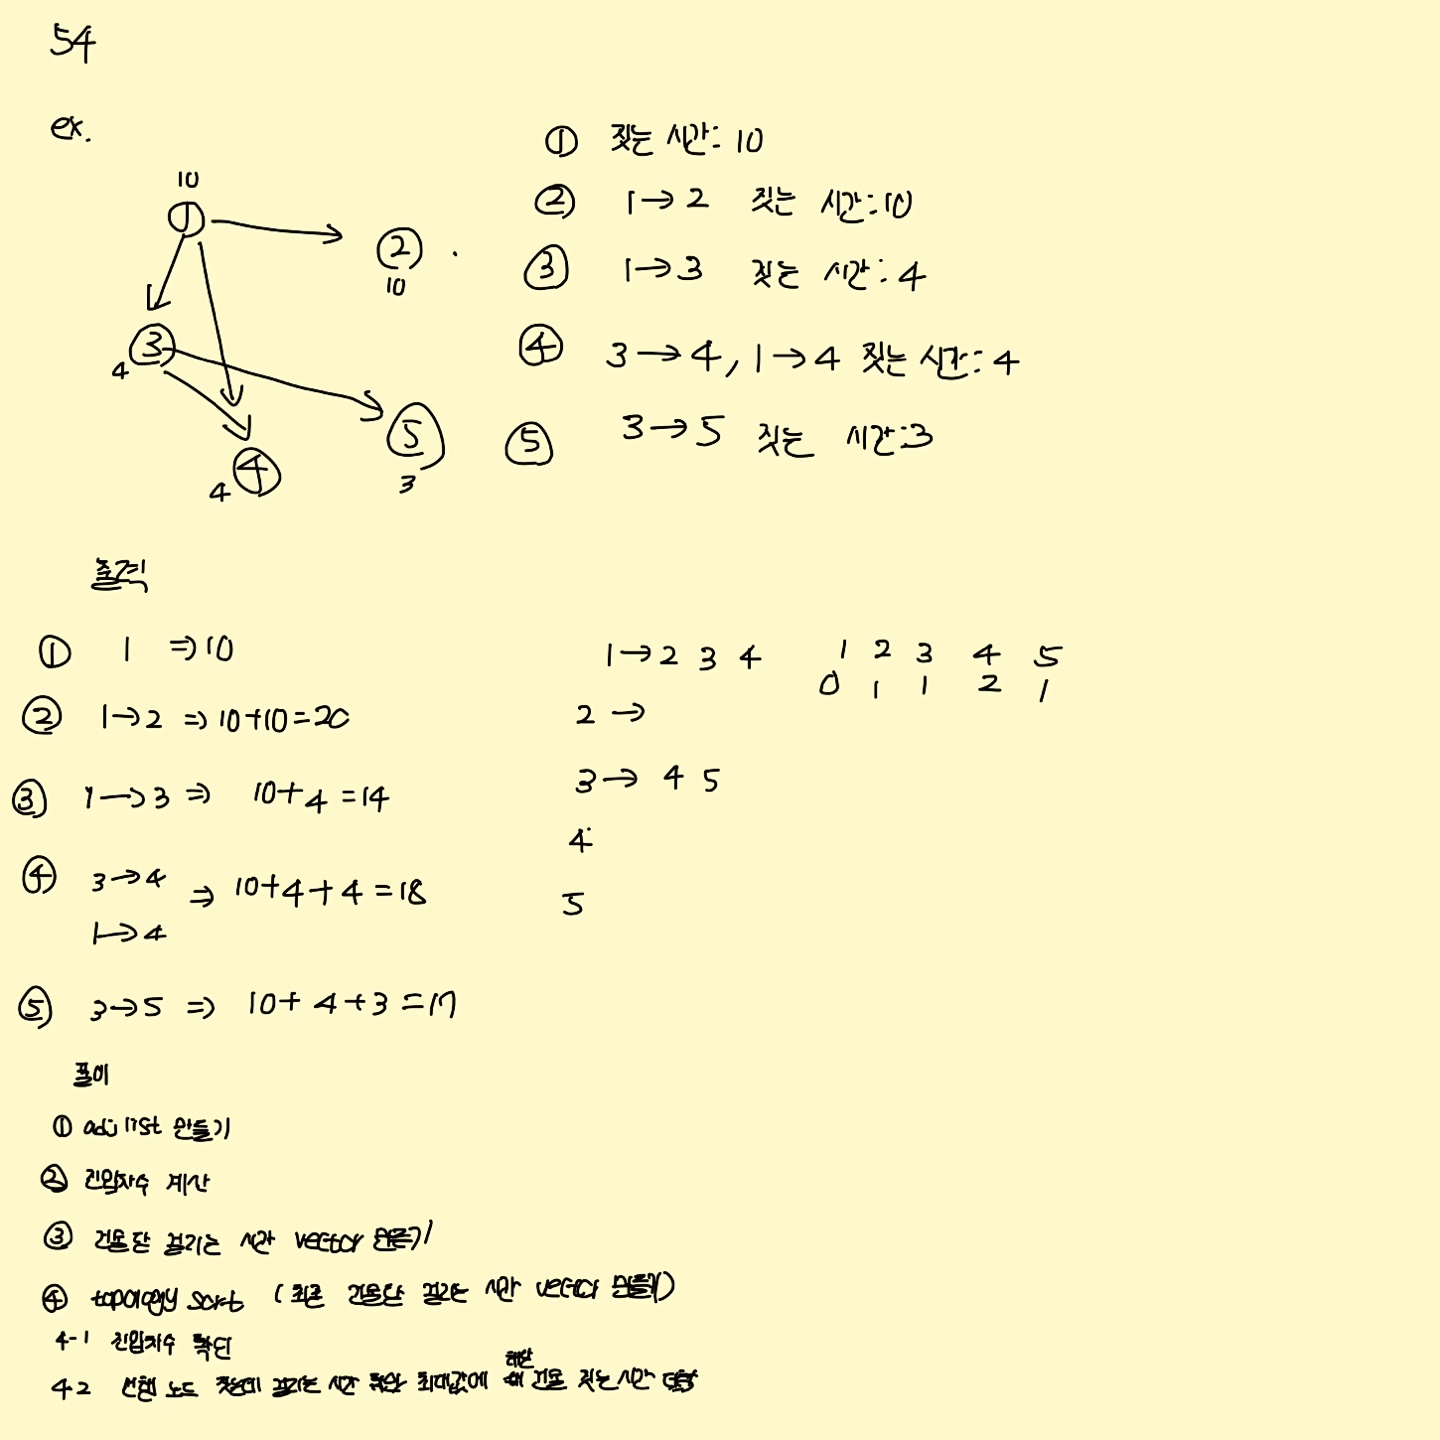 54
ex.
10
①
②
10
③
4
④
4
⑤
3
① 짓는 시간: 10
② 1→2 짓는 시간:10
③ 1→3 짓는 시간:4
④ 3→4, 1→4 짓는 시간:4
⑤ 3→5 짓는 시간:3
출력
① 1 ⇒10
② 1→2 ⇒ 10+10=20
③ 1→3 ⇒ 10+4=14
④ 3→4
1→4
⇒ 10+4+4=18
⑤ 3→5 ⇒ 10+4+3=17
1→2 3 4
2→
3→ 4 5
4
5
1 2 3 4 5
0 1 1 2 1
풀이
① adj list 만들기
② 진입차수 계산
③ 건물당 걸리는 시간 vector 만들기
④ topology sort (최종 건물당 걸리는 시간 vector 만들기)
4-1 진입차수 확인
해당
4-2 선행 노드 짓는데 걸리는 시간 최대값에 건물 짓는 시간